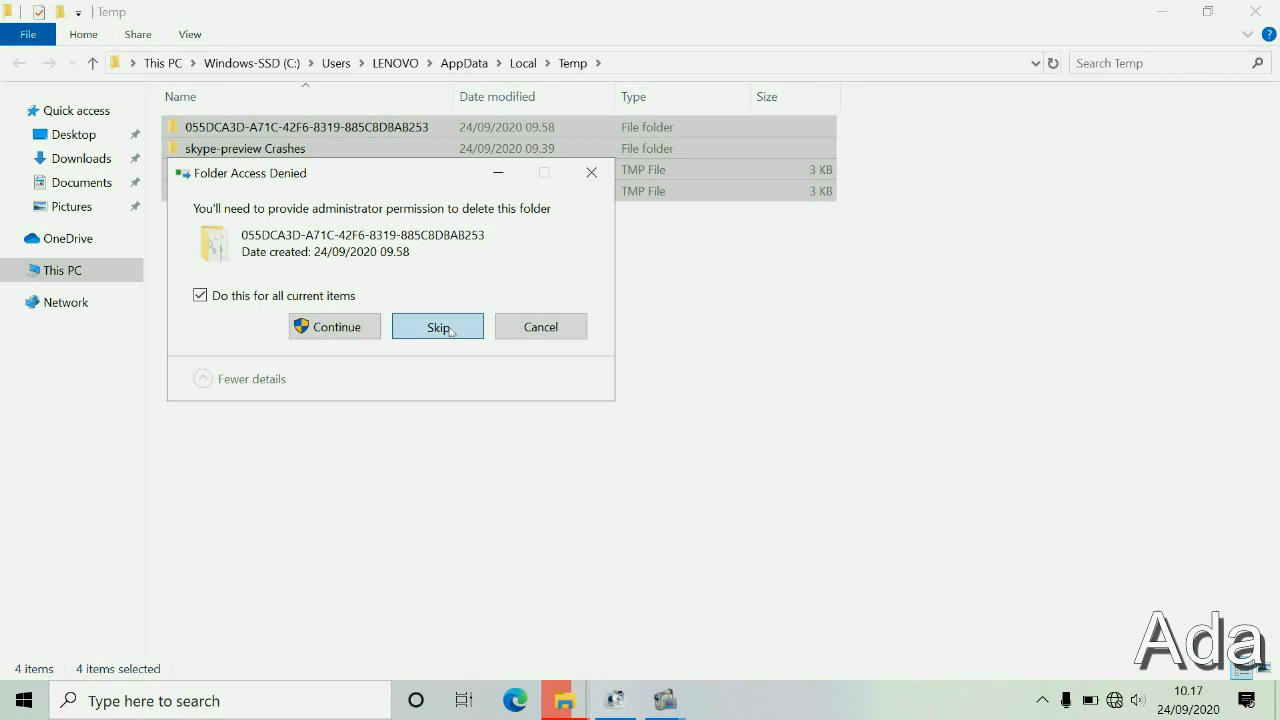 Temp
File
Home
Share
View
This PC
Windows-SSD (C:)
Users
LENOVO
AppData
Local
Temp
Search Temp
Name
Date modified
Type
Size
Quick access
Desktop
Downloads
Documents
Pictures
OneDrive
This PC
Network
055DCA3D-A71C-42F6-8319-885C8DBAB253
24/09/2020 09.58
File folder
skype-preview Crashes
24/09/2020 09.39
File folder
TMP File
3 KB
TMP File
3 KB
Folder Access Denied
You'll need to provide administrator permission to delete this folder
055DCA3D-A71C-42F6-8319-885C8DBAB253
Date created: 24/09/2020 09.58
Do this for all current items
Continue
Skip
Cancel
Fewer details
Ada
4 items
4 items selected
Type here to search
10.17
24/09/2020